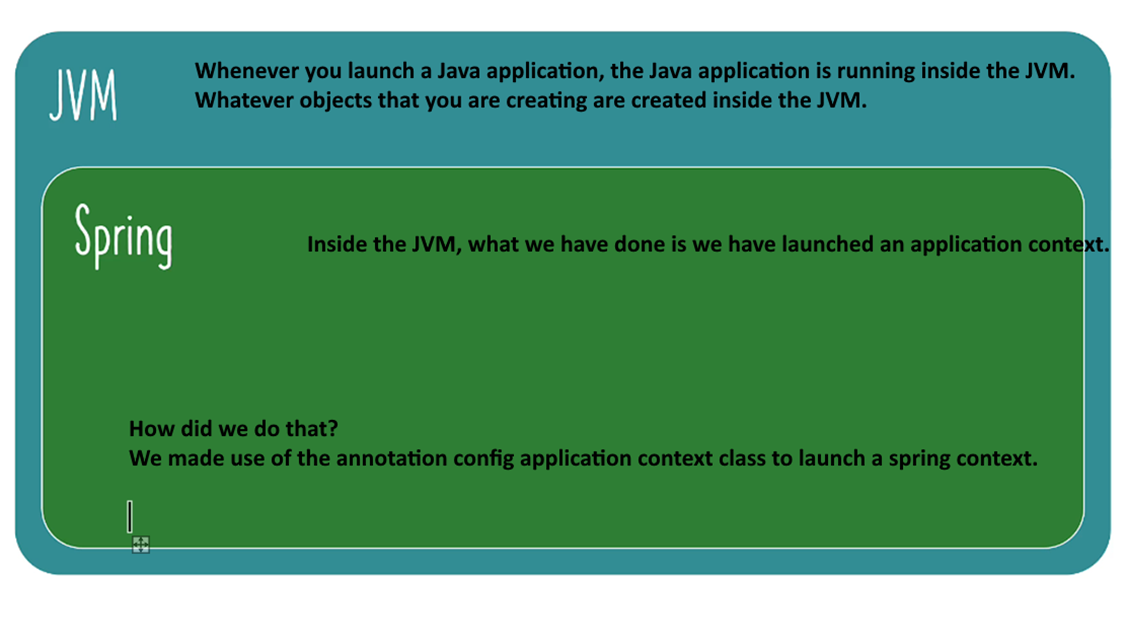 JVM
Whenever you launch a Java application, the Java application is running inside the JVM.
Whatever objects that you are creating are created inside the JVM.
Spring
Inside the JVM, what we have done is we have launched an application context.
How did we do that?
We made use of the annotation config application context class to launch a spring context.